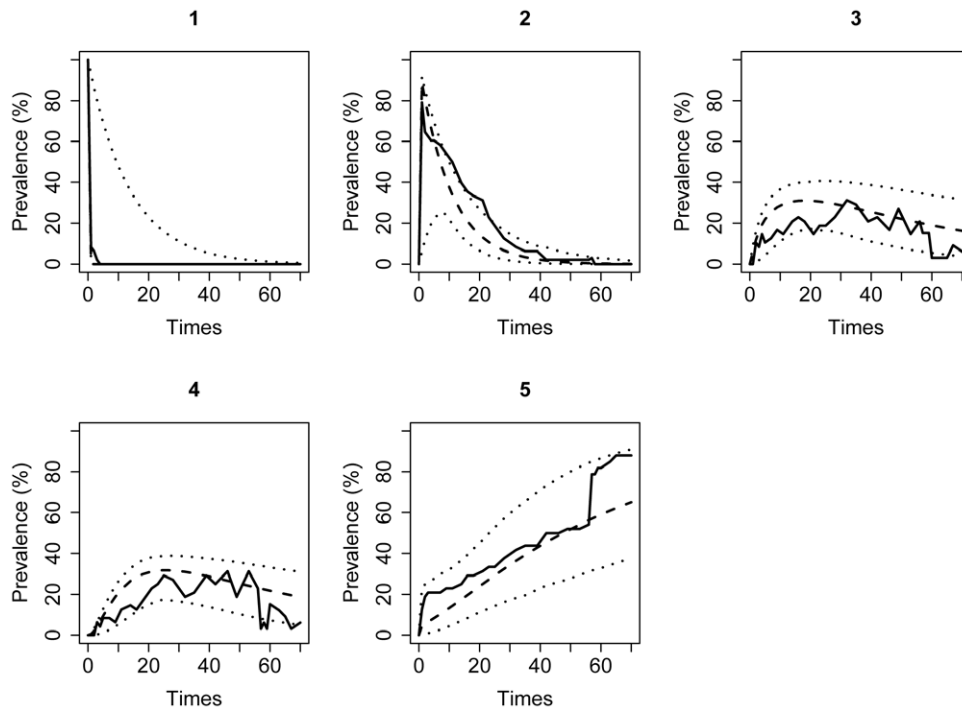 1 2 3
Prevalence (%) Prevalence (%) Prevalence (%)
0 20 40 60 80 0 20 40 60 80 0 20 40 60 80
0 20 40 60 0 20 40 60 0 20 40 60
Times Times Times
4 5
Prevalence (%) Prevalence (%)
0 20 40 60 80 0 20 40 60 80
0 20 40 60 0 20 40 60
Times Times